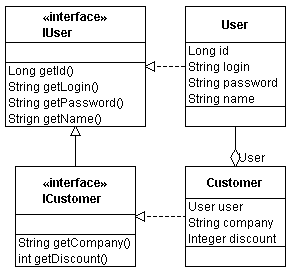 «interface»
IUser
Long getId()
String getLogin()
String getPassword()
Strign getName()
User
Long id
String login
String password
String name
User
«interface»
ICustomer
String getCompany()
int getDiscount()
Customer
User user
String company
Integer discount